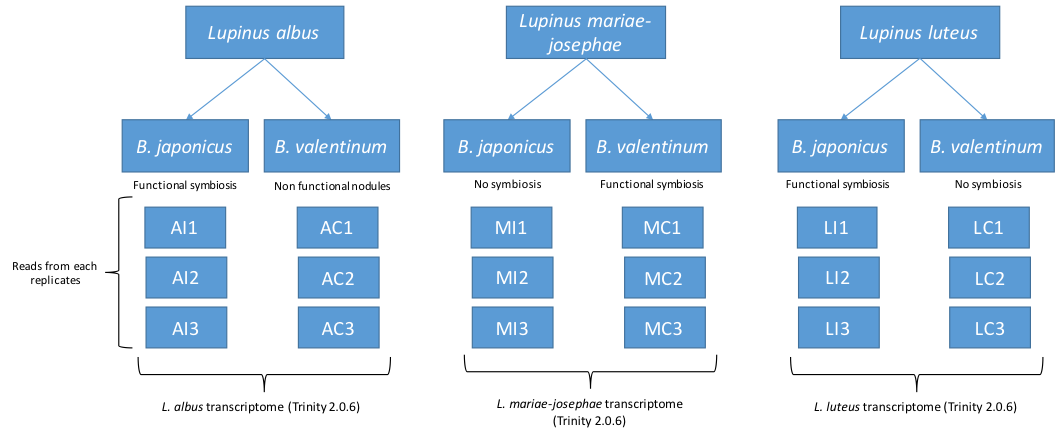 Lupinus albus
Lupinus mariae-
josephae
Lupinus luteus
B. japonicus
B. valentinum
B. japonicus
B. valentinum
B. japonicus
B. valentinum
Functional symbiosis
Non functional nodules
No symbiosis
Functional symbiosis
Functional symbiosis
No symbiosis
Reads from each
replicates
AI1
AC1
MI1
MC1
LI1
LC1
AI2
AC2
MI2
MC2
LI2
LC2
AI3
AC3
MI3
MC3
LI3
LC3
L. albus transcriptome (Trinity 2.0.6)
L. mariae-josephae transcriptome
(Trinity 2.0.6)
L. luteus transcriptome (Trinity 2.0.6)